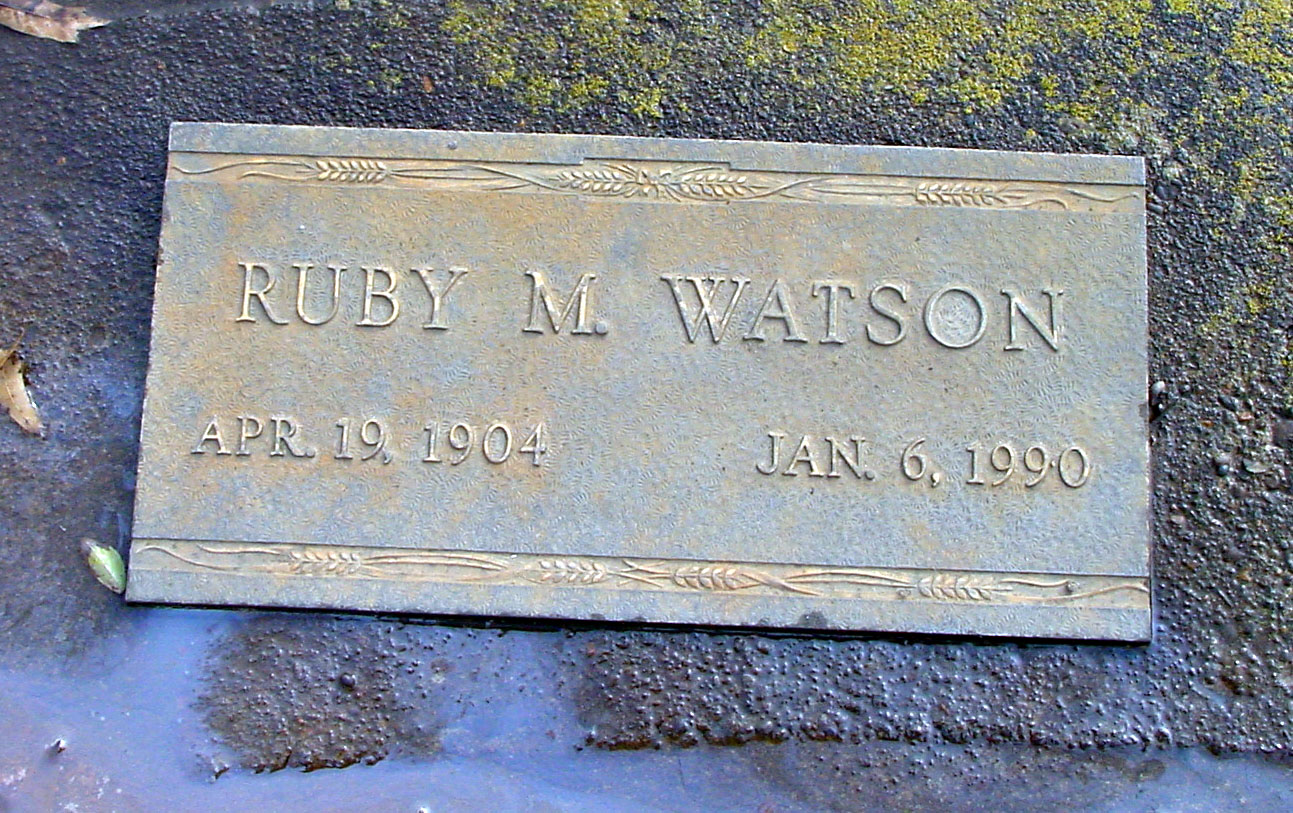 RUBY M. WATSON
APR. 19, 1904 JAN. 6, 1990